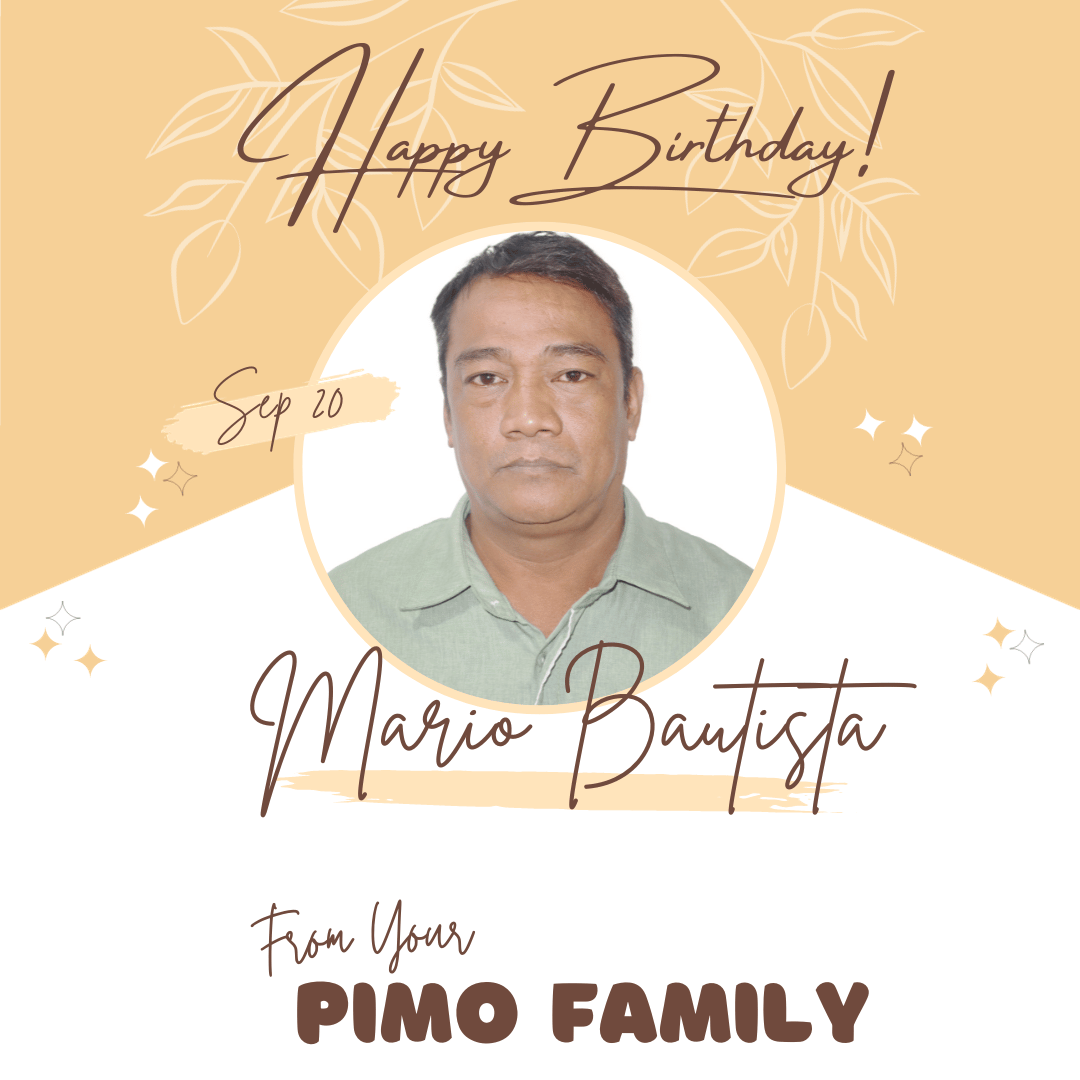 Happy Birthday!
Sep 20
Mario Bautista
From Your
PIMO FAMILY